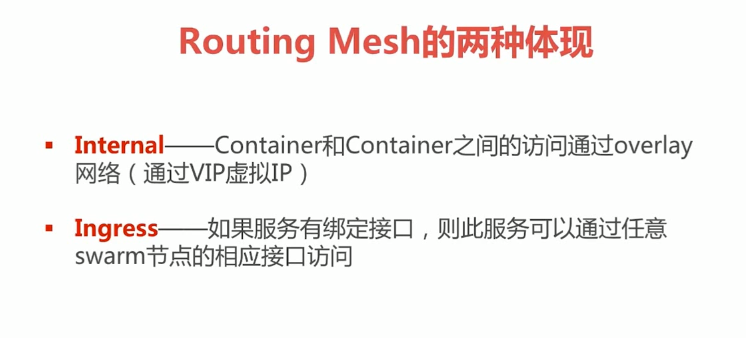 Routing Mesh的两种体现
▪ Internal——Container和Container之间的访问通过overlay
网络（通过VIP虚拟IP）
▪ Ingress——如果服务有绑定接口，则此服务可以通过任意
swarm节点的相应接口访问